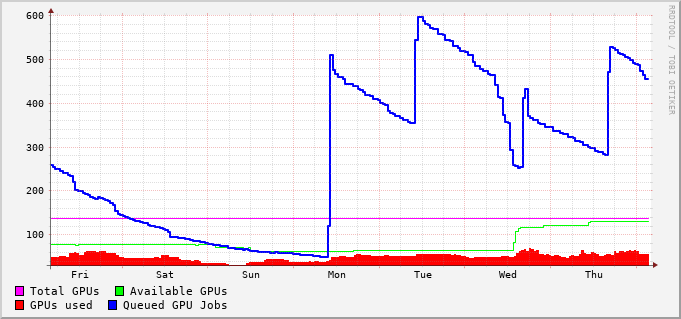 600
500
400
300
200
100
Fri Sat Sun Mon Tue Wed Thu
Total GPUs Available GPUs
GPUs used Queued GPU Jobs
RRDTOOL / TOBI OETIKER